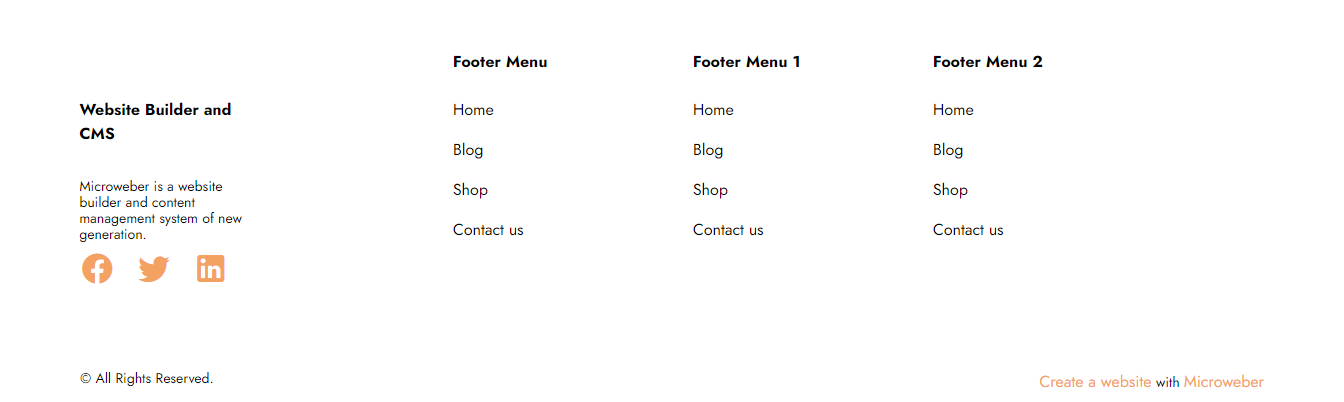 Website Builder and
CMS
Microweber is a website
builder and content
management system of new
generation.
Footer Menu
Home
Blog
Shop
Contact us
Footer Menu 1
Home
Blog
Shop
Contact us
Footer Menu 2
Home
Blog
Shop
Contact us
© All Rights Reserved.
Create a website with Microweber